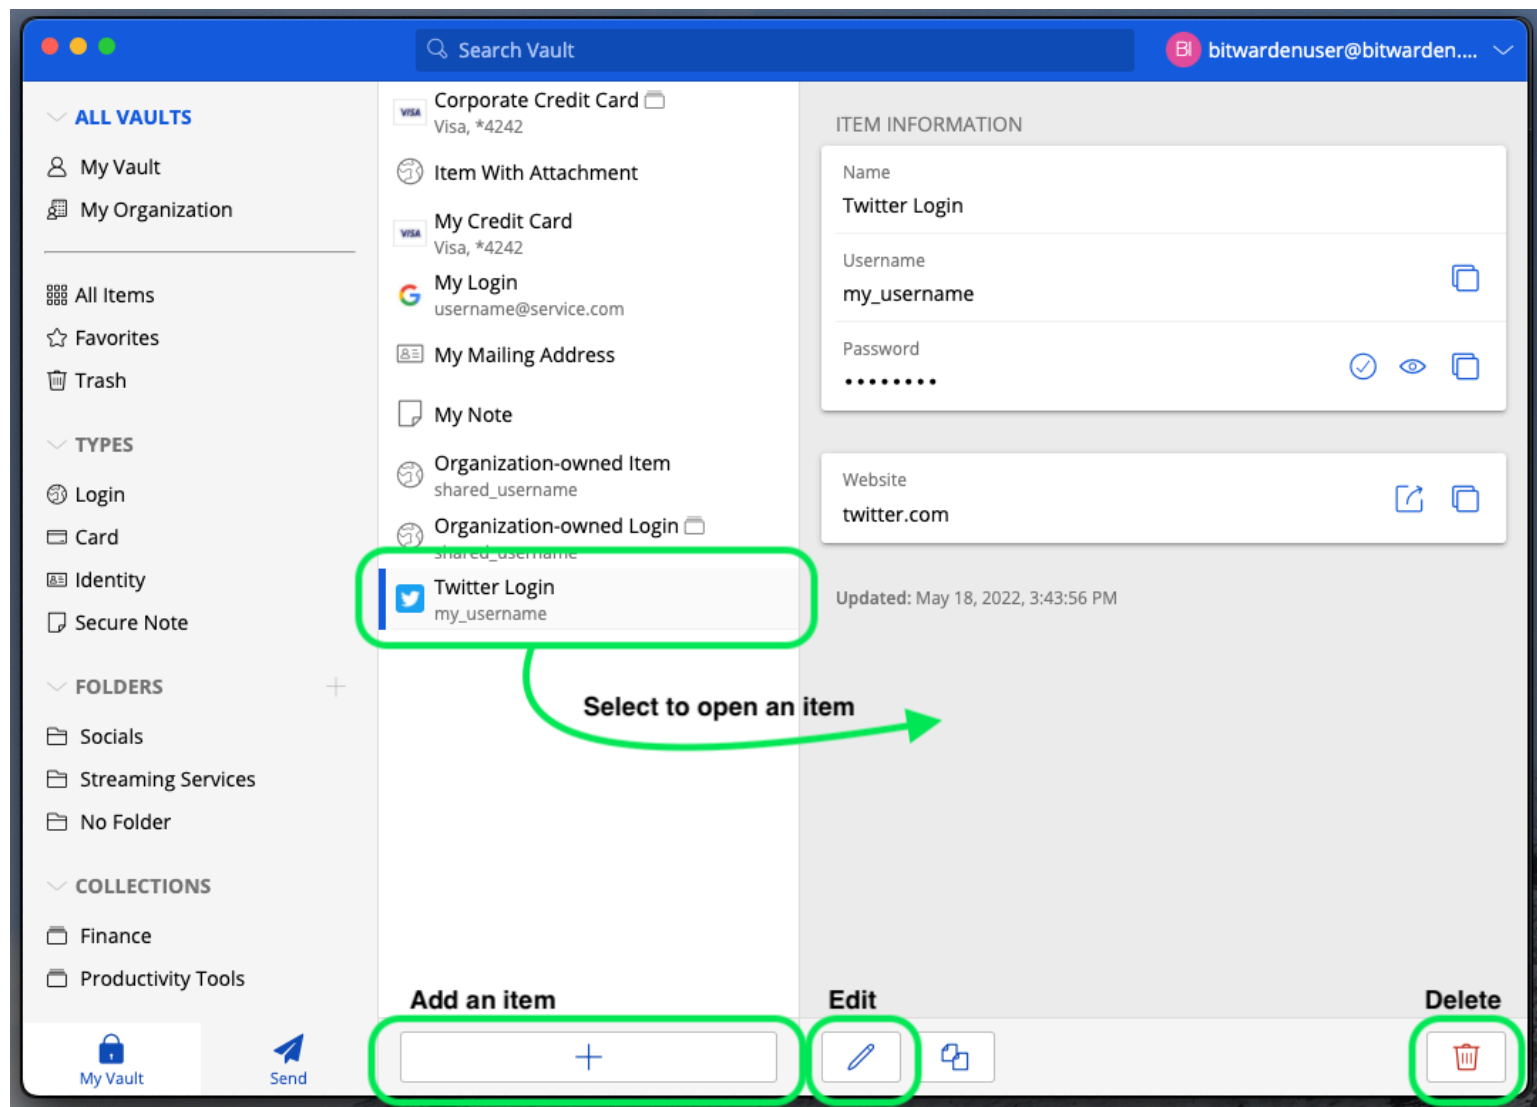 Search Vault
BI bitwardenuser@bitwarden....
ALL VAULTS
My Vault
My Organization
All Items
Favorites
Trash
TYPES
Login
Card
Identity
Secure Note
FOLDERS
Socials
Streaming Services
No Folder
COLLECTIONS
Finance
Productivity Tools
My Vault
Send
VISA Corporate Credit Card
Visa, *4242
Item With Attachment
VISA My Credit Card
Visa, *4242
My Login
username@service.com
My Mailing Address
My Note
Organization-owned Item
shared_username
Organization-owned Login
shared_username
Twitter Login
my_username
Select to open an item
Add an item
ITEM INFORMATION
Name
Twitter Login
Username
my_username
Password
••••••••
Website
twitter.com
Updated: May 18, 2022, 3:43:56 PM
Edit
Delete